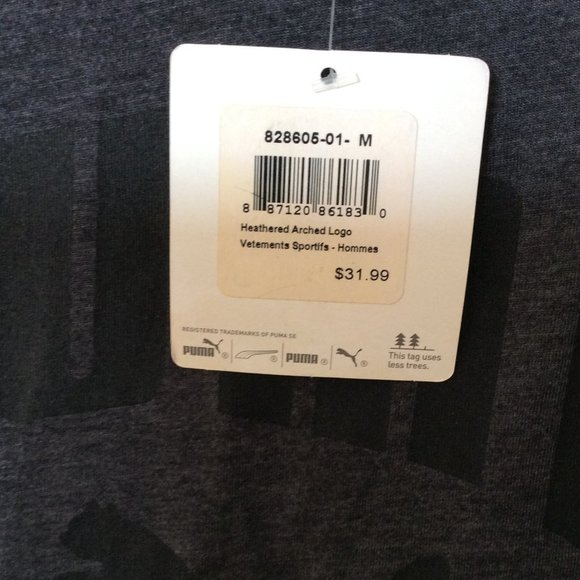 828605-01- M
8 87120 86183 0
Heathered Arched Logo
Vetements Sportifs - Hommes
$31.99
REGISTERED TRADEMARKS OF PUMA SE
PUMA ® ® PUMA ® ®
This tag uses
less trees.